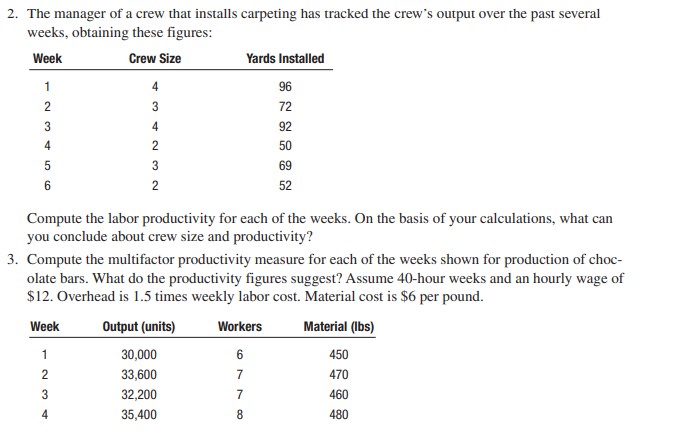 2. The manager of a crew that installs carpeting has tracked the crew's output over the past several
weeks, obtaining these figures:
Week Crew Size Yards Installed
1 4 96
2 3 72
3 4 92
4 2 50
5 3 69
6 2 52
Compute the labor productivity for each of the weeks. On the basis of your calculations, what can
you conclude about crew size and productivity?
3. Compute the multifactor productivity measure for each of the weeks shown for production of choc-
olate bars. What do the productivity figures suggest? Assume 40-hour weeks and an hourly wage of
$12. Overhead is 1.5 times weekly labor cost. Material cost is $6 per pound.
Week Output (units) Workers Material (lbs)
1 30,000 6 450
2 33,600 7 470
3 32,200 7 460
4 35,400 8 480